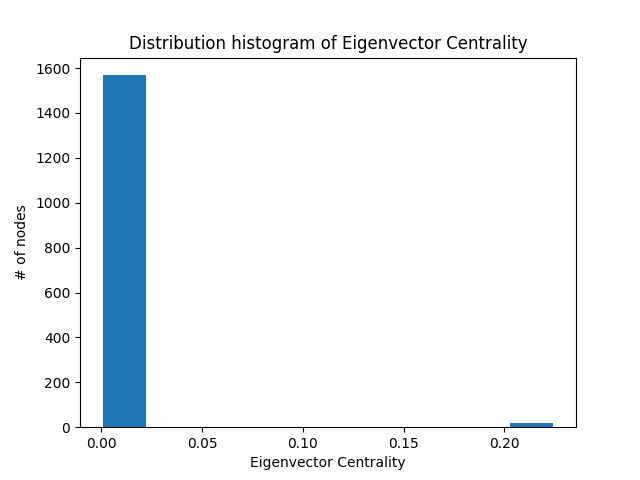 Distribution histogram of Eigenvector Centrality
1600
1400
1200
1000
800
600
400
200
0
# of nodes
0.00 0.05 0.10 0.15 0.20
Eigenvector Centrality